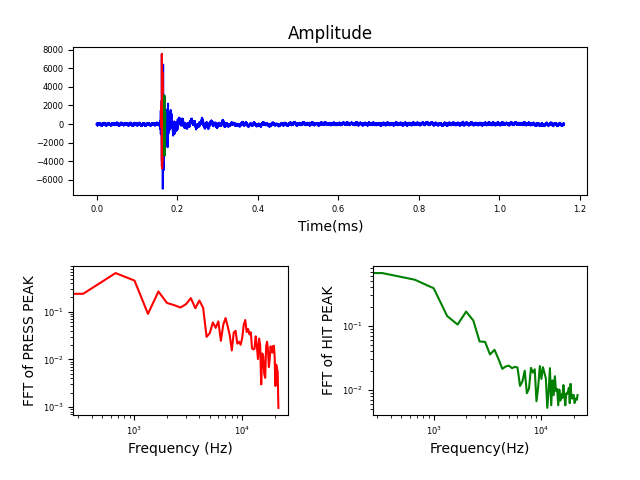 Amplitude
8000
6000
4000
2000
0
−2000
−4000
−6000
0.0 0.2 0.4 0.6 0.8 1.0 1.2
Time(ms)
FFT of PRESS PEAK
10⁻¹
10⁻²
10⁻³
10³ 10⁴
Frequency (Hz)
FFT of HIT PEAK
10⁻¹
10⁻²
10³ 10⁴
Frequency(Hz)